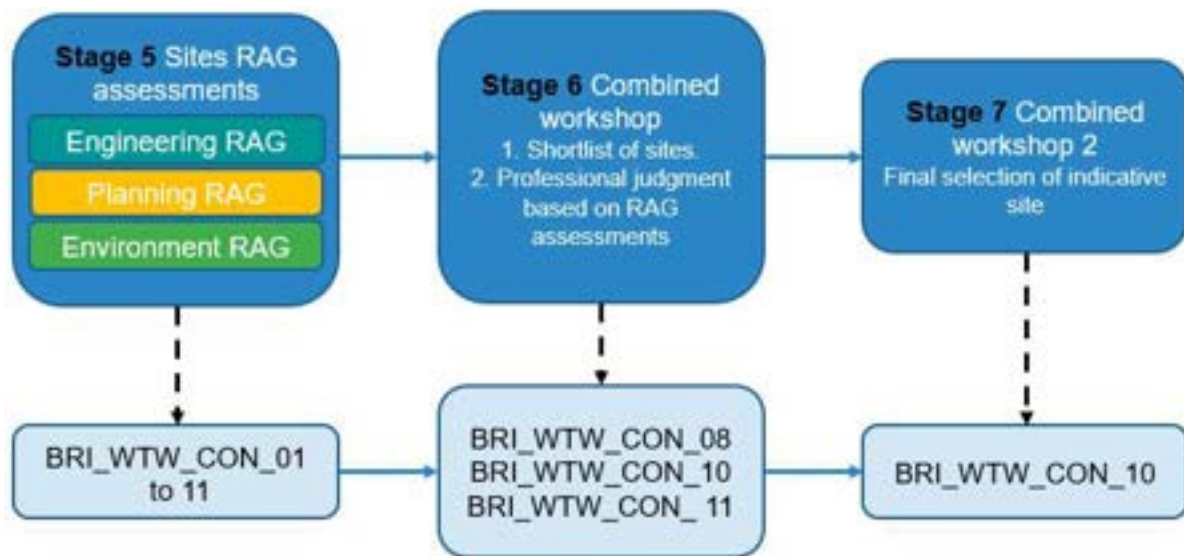 Stage 5 Sites RAG
assessments
Engineering RAG
Planning RAG
Environment RAG
Stage 6 Combined
workshop
1. Shortlist of sites.
2. Professional judgment
based on RAG
assessments
Stage 7 Combined
workshop 2
Final selection of indicative
site
BRI_WTW_CON_01
to 11
BRI_WTW_CON_08
BRI_WTW_CON_10
BRI_WTW_CON_ 11
BRI_WTW_CON_10